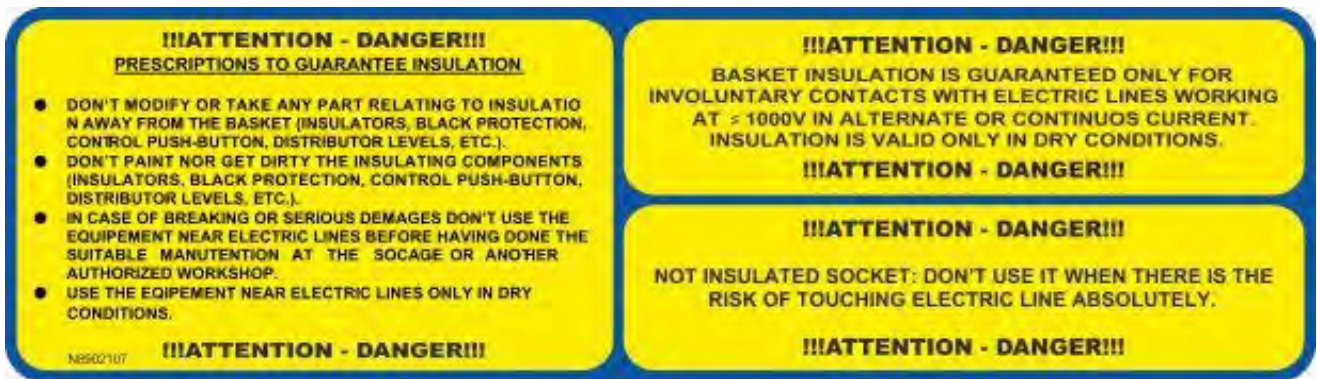 !!!ATTENTION - DANGER!!!
PRESCRIPTIONS TO GUARANTEE INSULATION
● DON'T MODIFY OR TAKE ANY PART RELATING TO INSULATIO
N AWAY FROM THE BASKET (INSULATORS, BLACK PROTECTION,
CONTROL PUSH-BUTTON, DISTRIBUTOR LEVELS, ETC.).
● DON'T PAINT NOR GET DIRTY THE INSULATING COMPONENTS
(INSULATORS, BLACK PROTECTION, CONTROL PUSH-BUTTON,
DISTRIBUTOR LEVELS, ETC.).
● IN CASE OF BREAKING OR SERIOUS DEMAGES DON'T USE THE
EQUIPEMENT NEAR ELECTRIC LINES BEFORE HAVING DONE THE
SUITABLE MANUTENTION AT THE SOCAGE OR ANOTHER
AUTHORIZED WORKSHOP.
● USE THE EQIPEMENT NEAR ELECTRIC LINES ONLY IN DRY
CONDITIONS.
N8902107
!!!ATTENTION - DANGER!!!
!!!ATTENTION - DANGER!!!
BASKET INSULATION IS GUARANTEED ONLY FOR
INVOLUNTARY CONTACTS WITH ELECTRIC LINES WORKING
AT ≤ 1000V IN ALTERNATE OR CONTINUOS CURRENT.
INSULATION IS VALID ONLY IN DRY CONDITIONS.
!!!ATTENTION - DANGER!!!
!!!ATTENTION - DANGER!!!
NOT INSULATED SOCKET: DON'T USE IT WHEN THERE IS THE
RISK OF TOUCHING ELECTRIC LINE ABSOLUTELY.
!!!ATTENTION - DANGER!!!